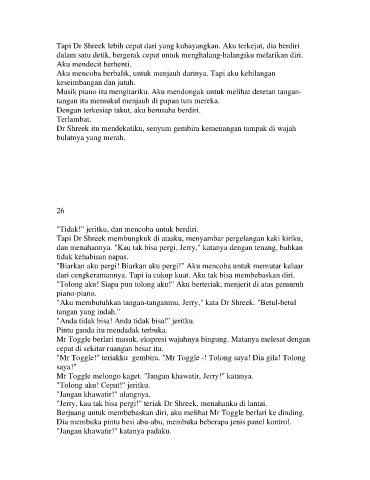 Tapi Dr Shreek lebih cepat dari yang kubayangkan. Aku terkejut, dia berdiri
dalam satu detik, bergerak cepat untuk menghalang-halangiku melarikan diri.
Aku mendecit berhenti.
Aku mencoba berbalik, untuk menjauh darinya. Tapi aku kehilangan
keseimbangan dan jatuh.
Musik piano itu mengitariku. Aku mendongak untuk melihat deretan tangan-
tangan itu memukul menjauh di papan tuts mereka.
Dengan terkesiap takut, aku berusaha berdiri.
Terlambat.
Dr Shreek itu mendekatiku, senyum gembira kemenangan tampak di wajah
bulatnya yang merah.
26
"Tidak!" jeritku, dan mencoba untuk berdiri.
Tapi Dr Shreek membungkuk di atasku, menyambar pergelangan kaki kiriku,
dan menahannya. "Kau tak bisa pergi, Jerry," katanya dengan tenang, bahkan
tidak kehabisan napas.
"Biarkan aku pergi! Biarkan aku pergi!" Aku mencoba untuk memutar keluar
dari cengkeramannya. Tapi ia cukup kuat. Aku tak bisa membebaskan diri.
"Tolong aku! Siapa pun tolong aku!" Aku berteriak, menjerit di atas gemuruh
piano-piano.
"Aku membutuhkan tangan-tanganmu, Jerry," kata Dr Shreek. "Betul-betul
tangan yang indah."
"Anda tidak bisa! Anda tidak bisa!" jeritku.
Pintu ganda itu mendadak terbuka.
Mr Toggle berlari masuk, ekspresi wajahnya bingung. Matanya melesat dengan
cepat di sekitar ruangan besar itu.
"Mr Toggle!" teriakku  gembira. "Mr Toggle -! Tolong saya! Dia gila! Tolong
saya!"
Mr Toggle melongo kaget. "Jangan khawatir, Jerry!" katanya.
"Tolong aku! Cepat!" jeritku.
"Jangan khawatir!" ulangnya.
"Jerry, kau tak bisa pergi!" teriak Dr Shreek, menahanku di lantai.
Berjuang untuk membebaskan diri, aku melihat Mr Toggle berlari ke dinding.
Dia membuka pintu besi abu-abu, membuka beberapa jenis panel kontrol.
"Jangan khawatir!" katanya padaku.